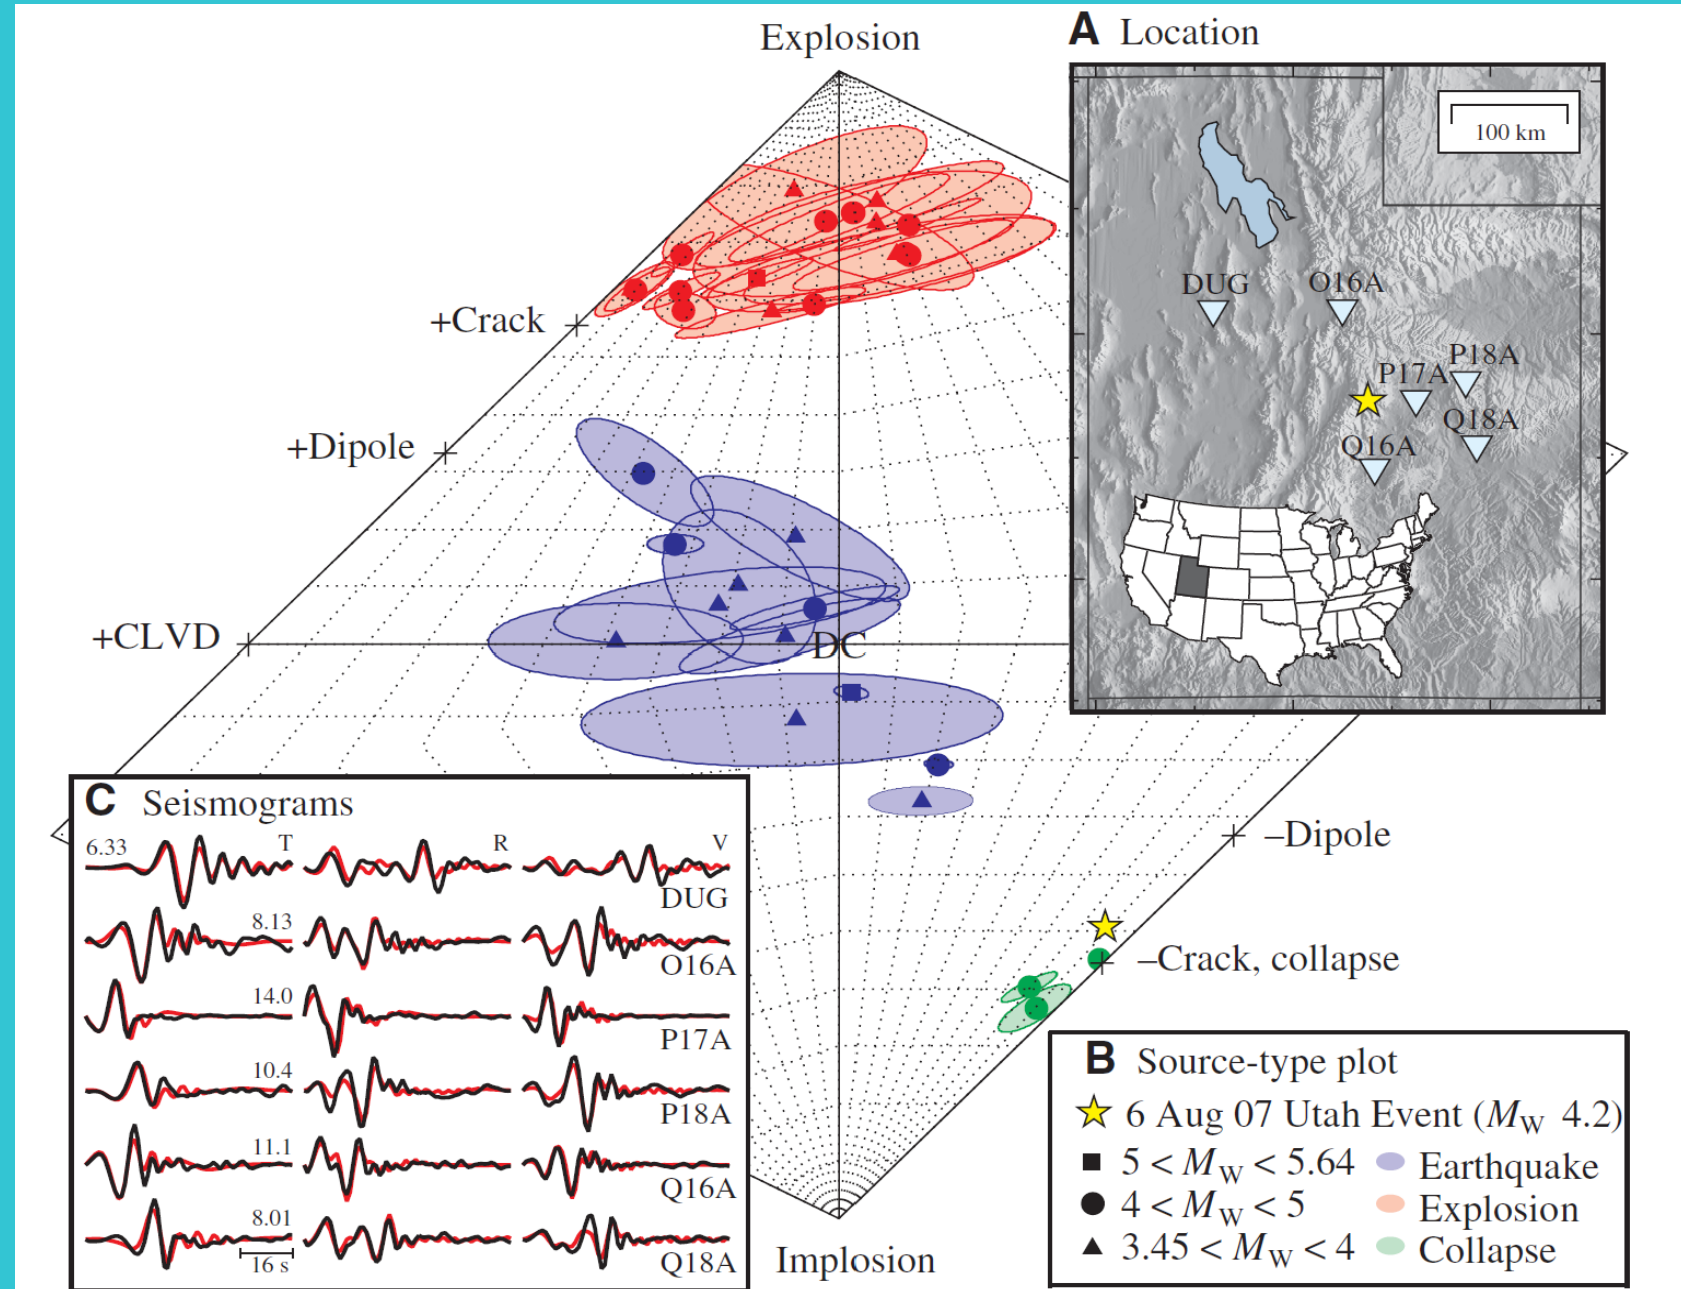 Explosion
A Location
100 km
DUG
O16A
P18A
P17A
Q18A
Q16A
+Crack
+Dipole
+CLVD
DC
–Dipole
–Crack, collapse
Implosion
C Seismograms
6.33 T R V
DUG
8.13
O16A
14.0
P17A
10.4
P18A
11.1
Q16A
8.01
16 s
Q18A
B Source-type plot
6 Aug 07 Utah Event (MW 4.2)
5 < MW < 5.64 Earthquake
4 < MW < 5 Explosion
3.45 < MW < 4 Collapse